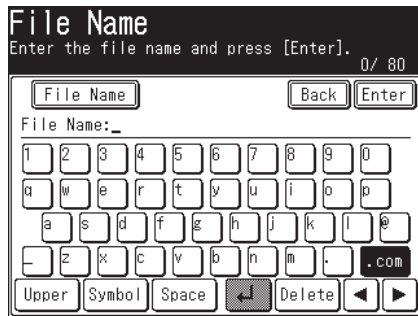 File Name
Enter the file name and press [Enter].
0/ 80
File Name Back Enter
File Name:_
1 2 3 4 5 6 7 8 9 0
q w e r t y u i o p
a s d f g h j k l @
_ z x c v b n m . .com
Upper Symbol Space ↵ Delete ◀ ▶